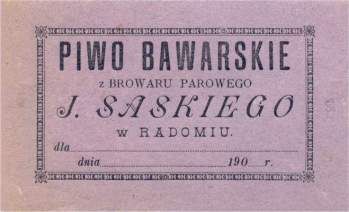 PIWO BAWARSKIE
z BROWARU PAROWEGO
J. SASKIEGO
w RADOMIU.
dla
dnia 190 r.